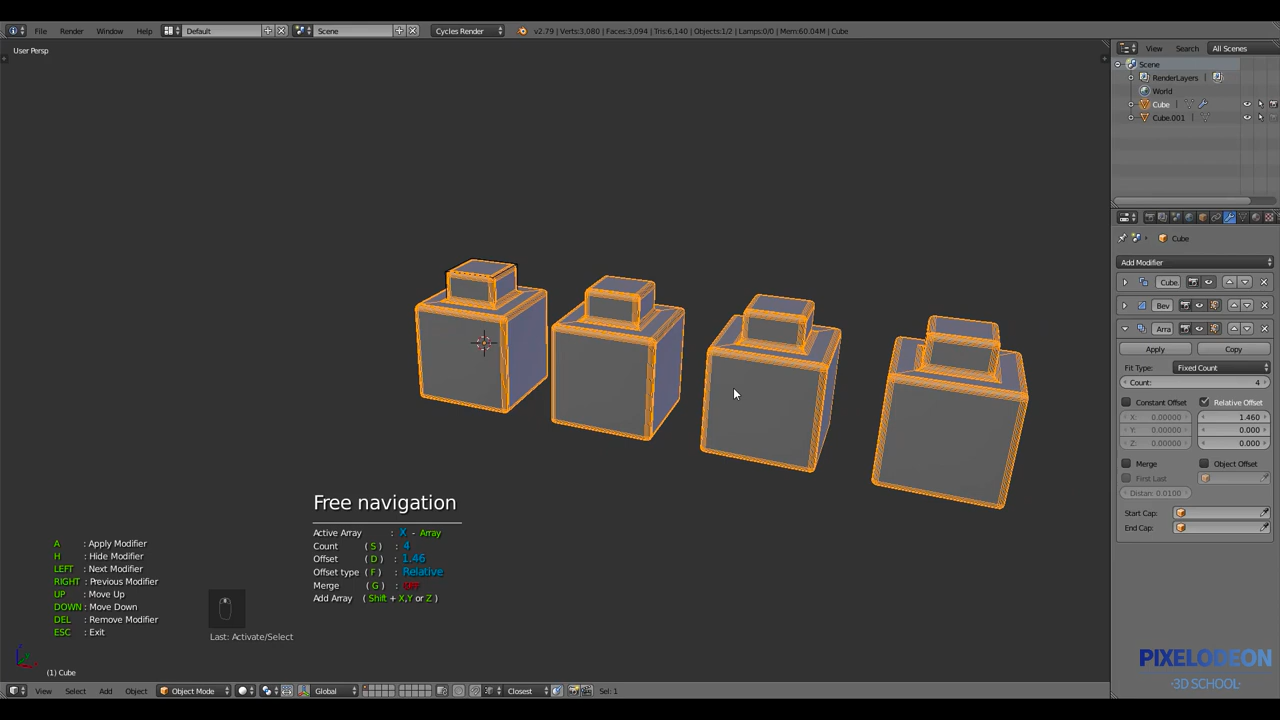 File Render Window Help Default Scene Cycles Render v2.79 | Verts:3,080 | Faces:3,094 | Tris:6,140 | Objects:1/2 | Lamps:0/0 | Mem:60.04M | Cube
User Persp
View Search All Scenes
Scene
RenderLayers
World
Cube
Cube.001
Cube
Add Modifier
Cube
Bev
Arra
Apply Copy
Fit Type: Fixed Count
Count: 4
Constant Offset Relative Offset
X: 0.00000 1.460
Y: 0.00000 0.000
Z: 0.00000 0.000
Merge Object Offset
First Last
Distan: 0.0100
Start Cap:
End Cap:
Free navigation
Active Array : X - Array
Count ( S ) : 4
Offset ( D ) : 1.46
Offset type ( F ) : Relative
Merge ( G ) : OFF
Add Array ( Shift + X,Y or Z )
A : Apply Modifier
H : Hide Modifier
LEFT : Next Modifier
RIGHT : Previous Modifier
UP : Move Up
DOWN : Move Down
DEL : Remove Modifier
ESC : Exit
Last: Activate/Select
(1) Cube
PIXELODEON
·3D SCHOOL·
View Select Add Object Object Mode Global Closest Sel: 1